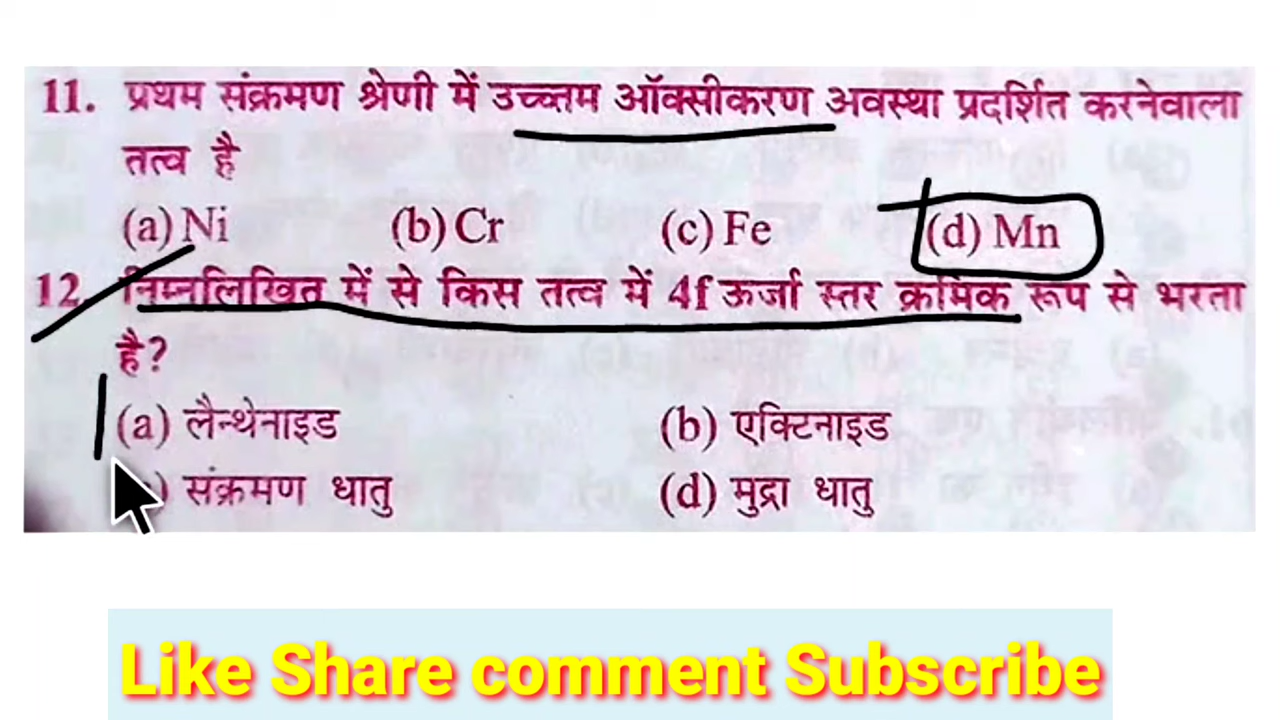 11. प्रथम संक्रमण श्रेणी में उच्चतम ऑक्सीकरण अवस्था प्रदर्शित करनेवाला
तत्व है
(a) Ni (b) Cr (c) Fe (d) Mn
12. निम्नलिखित में से किस तत्व में 4f ऊर्जा स्तर क्रमिक रूप से भरता
है?
(a) लैन्थेनाइड (b) एक्टिनाइड
) संक्रमण धातु (d) मुद्रा धातु
Like Share comment Subscribe